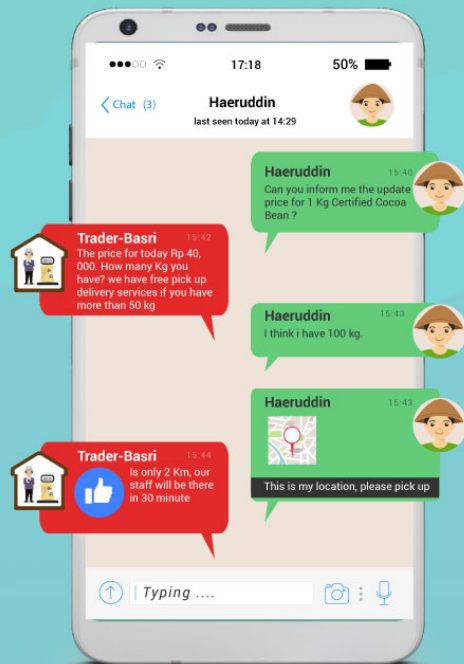 17:18
50%
Chat (3)
Haeruddin
last seen today at 14:29
Haeruddin 15:40
Can you inform me the update
price for 1 Kg Certified Cocoa
Bean ?
Trader-Basri 15:42
The price for today Rp 40,
000. How many Kg you
have? we have free pick up
delivery services if you have
more than 50 kg
Haeruddin 15:43
I think i have 100 kg.
Haeruddin 15:43
This is my location, please pick up
Trader-Basri 15:44
Is only 2 Km, our
staff will be there
in 30 minute
Typing ....